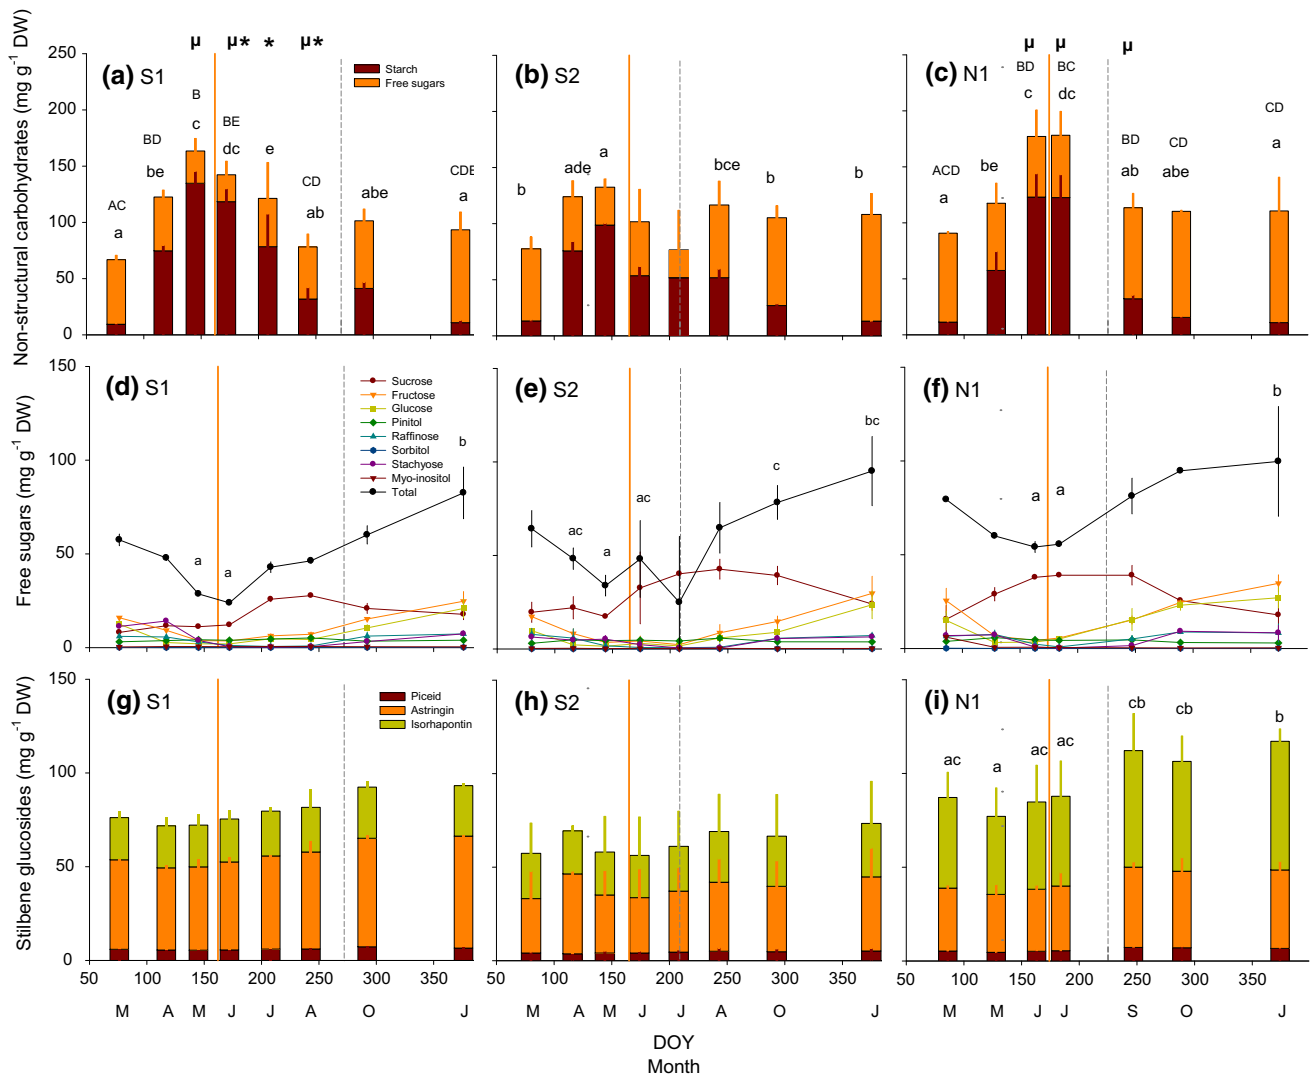 µ µ* * µ* µ µ µ
Non-structural carbohydrates (mg g-1 DW)
250
200
150
100
50
0
(a) S1
Starch
Free sugars
AC
a
BD
be
B
c
BE
dc
e
CD
ab
abe
CDE
a
(b) S2
b
ade
a
bce
b
b
(c) N1
ACD
a
be
BD
c
BC
dc
BD
ab
CD
abe
CD
a
Free sugars (mg g-1 DW)
150
100
50
0
(d) S1
Sucrose
Fructose
Glucose
Pinitol
Raffinose
Sorbitol
Stachyose
Myo-inositol
Total
a
a
b
(e) S2
ac
a
ac
c
bc
(f) N1
a
a
b
Stilbene glucosides (mg g-1 DW)
150
100
50
0
(g) S1
Piceid
Astringin
Isorhapontin
(h) S2
(i) N1
ac
a
ac
ac
cb
cb
b
50 100 150 200 250 300 350
50 100 150 200 250 300 350
50 100 150 200 250 300 350
M A M J J A O J
M A M J J A O J
M M J J S O J
DOY
Month